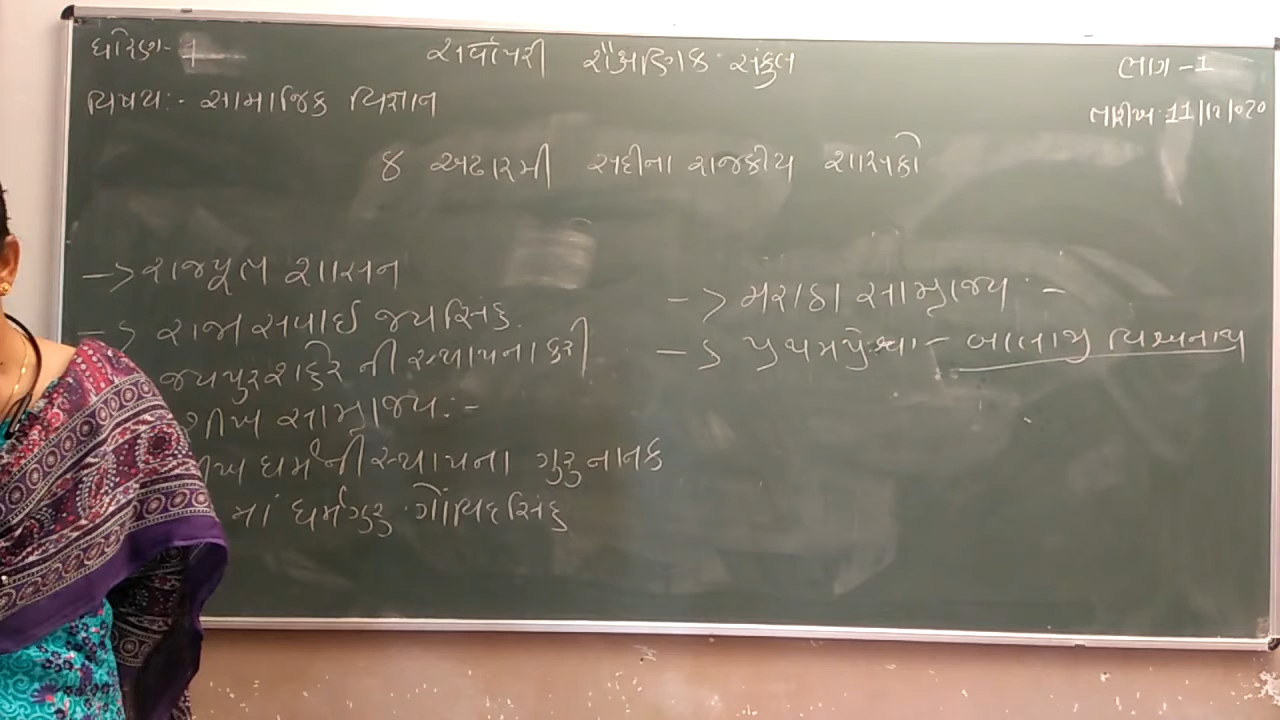 ધોરણ- 7
સર્વોપરી શૈક્ષણિક સંકુલ
ભાગ -1
વિષય:- સામાજિક વિજ્ઞાન
તારીખ: 11/12/020
8 અઢારમી સદીના રાજકીય શાસકો
-> રાજપૂત શાસન
-> રાજા સવાઈ જયસિંહ
જયપુર શહેર ની સ્થાપના કરી
શીખ સામ્રાજ્ય:-
ધર્મની સ્થાપના ગુરુ નાનક
માં ધર્મગુરુ ગોવિંદસિંહ
-> મરાઠા સામ્રાજ્ય:-
-> પ્રથમ પેશ્વા - બાલાજી વિશ્વનાથ